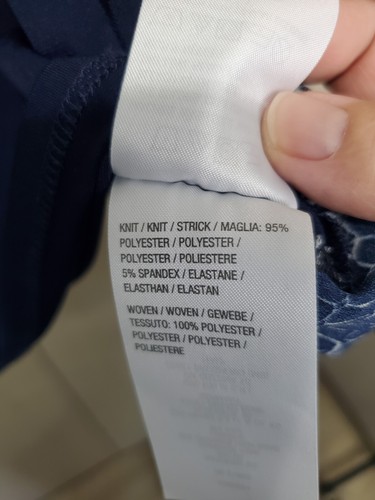 KNIT / KNIT / STRICK / MAGLIA: 95%
POLYESTER / POLYESTER /
POLYESTER / POLIESTERE
5% SPANDEX / ELASTANE /
ELASTHAN / ELASTAN
WOVEN / WOVEN / GEWEBE /
TESSUTO: 100% POLYESTER /
POLYESTER / POLYESTER /
POLIESTERE